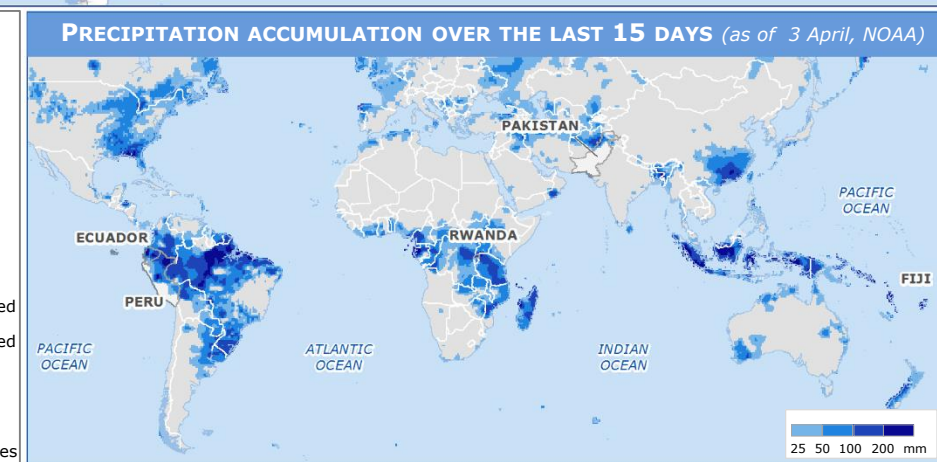 PRECIPITATION ACCUMULATION OVER THE LAST 15 DAYS (as of 3 April, NOAA)
PAKISTAN
PACIFIC
OCEAN
ECUADOR
RWANDA
FIJI
PERU
ed
ed
PACIFIC
OCEAN
ATLANTIC
OCEAN
INDIAN
OCEAN
25 50 100 200 mm
es